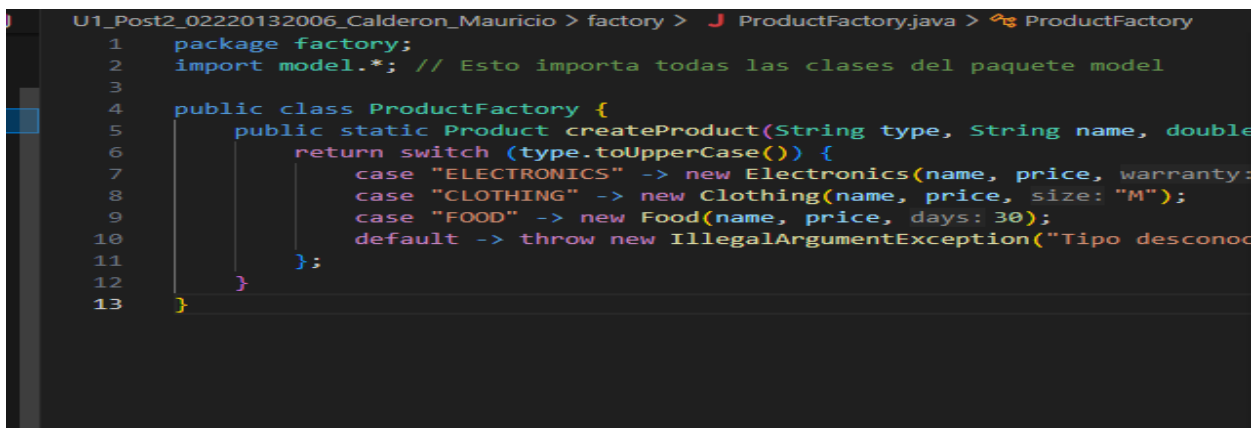 U1_Post2_02220132006_Calderon_Mauricio > factory > J ProductFactory.java > ProductFactory
1 package factory;
2 import model.*; // Esto importa todas las clases del paquete model
3
4 public class ProductFactory {
5 public static Product createProduct(String type, String name, double
6 return switch (type.toUpperCase()) {
7 case "ELECTRONICS" -> new Electronics(name, price, warranty:
8 case "CLOTHING" -> new Clothing(name, price, size: "M");
9 case "FOOD" -> new Food(name, price, days: 30);
10 default -> throw new IllegalArgumentException("Tipo desconoc
11 };
12 }
13 }